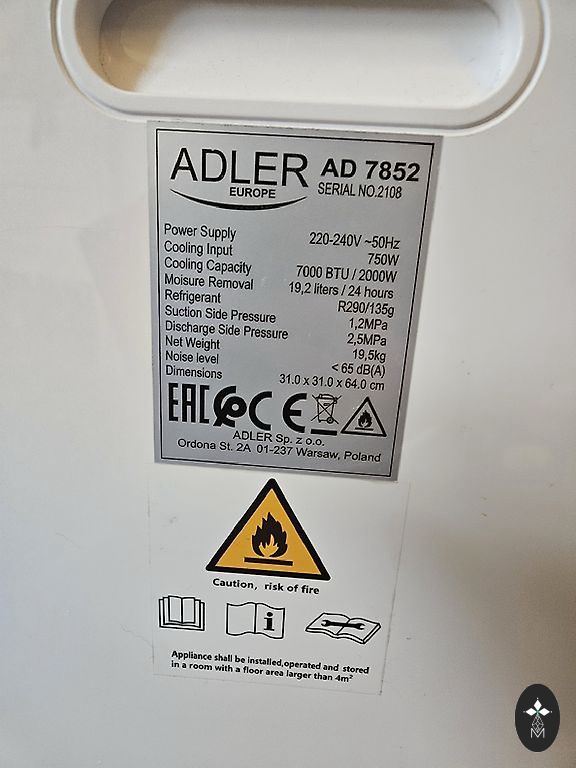 ADLER AD 7852
EUROPE SERIAL NO.2108
Power Supply 220-240V ~50Hz
Cooling Input 750W
Cooling Capacity 7000 BTU / 2000W
Moisure Removal 19,2 liters / 24 hours
Refrigerant R290/135g
Suction Side Pressure 1,2MPa
Discharge Side Pressure 2,5MPa
Net Weight 19,5kg
Noise level < 65 dB(A)
Dimensions 31.0 x 31.0 x 64.0 cm
EAC CE
ADLER Sp. z o.o.
Ordona St. 2A 01-237 Warsaw, Poland
Caution, risk of fire
i
Appliance shall be installed,operated and stored
in a room with a floor area larger than 4m²
M